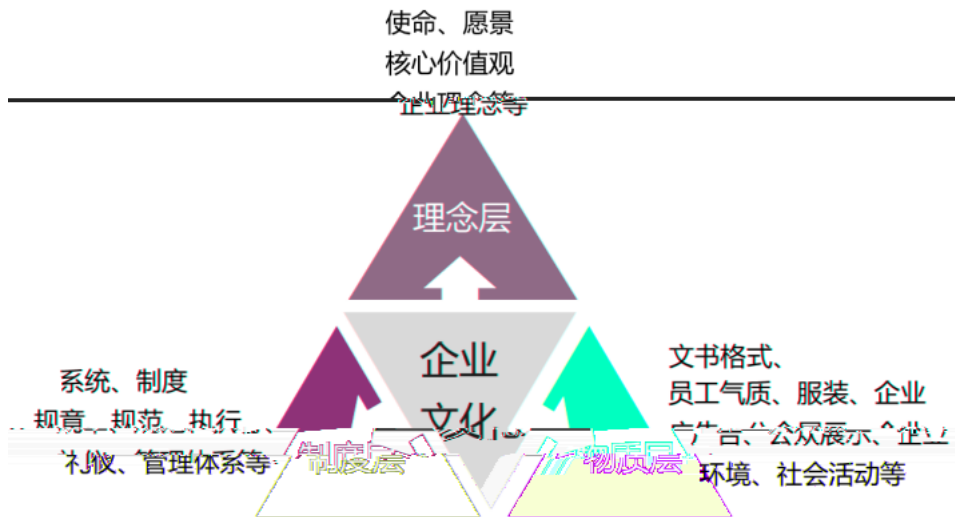 使命、愿景
核心价值观
企业理念等
理念层
企业
文化
系统、制度
规章、规范、执行、
礼仪、管理体系等
文书格式、
员工气质、服装、企业
广告、公众展示、企业
环境、社会活动等
制度层
物质层